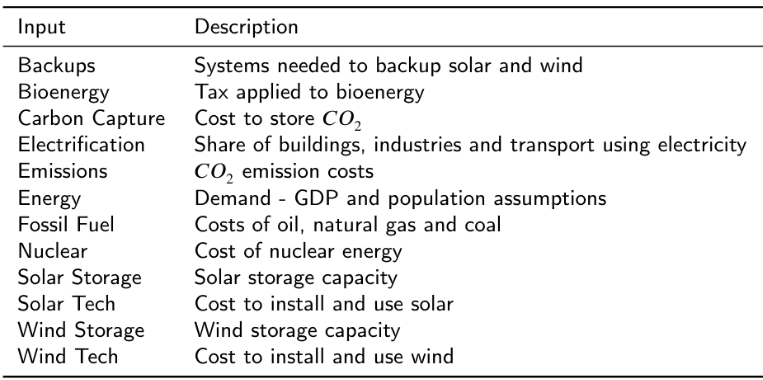 Input Description
Backups Systems needed to backup solar and wind
Bioenergy Tax applied to bioenergy
Carbon Capture Cost to store CO₂
Electrification Share of buildings, industries and transport using electricity
Emissions CO₂ emission costs
Energy Demand - GDP and population assumptions
Fossil Fuel Costs of oil, natural gas and coal
Nuclear Cost of nuclear energy
Solar Storage Solar storage capacity
Solar Tech Cost to install and use solar
Wind Storage Wind storage capacity
Wind Tech Cost to install and use wind